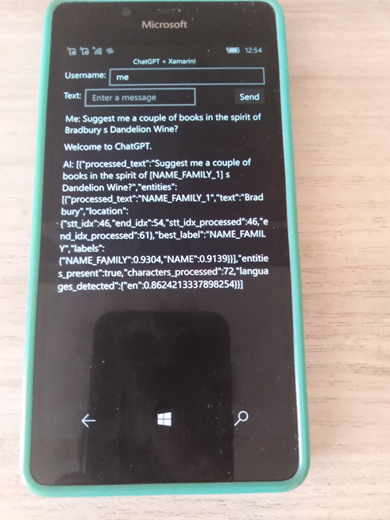 Microsoft
12:54
ChatGPT + Xamarin!
Username: me
Text: Enter a message Send
Me: Suggest me a couple of books in the spirit of
Bradbury s Dandelion Wine?
Welcome to ChatGPT.
AI: [{"processed_text":"Suggest me a couple of
books in the spirit of [NAME_FAMILY_1] s
Dandelion Wine?","entities":
[{"processed_text":"NAME_FAMILY_1","text":"Brad
bury","location":
{"stt_idx":46,"end_idx":54,"stt_idx_processed":46,"e
nd_idx_processed":61},"best_label":"NAME_FAMIL
Y","labels":
{"NAME_FAMILY":0.9304,"NAME":0.9139}}],"entitie
s_present":true,"characters_processed":72,"langua
ges_detected":{"en":0.8624213337898254}}]